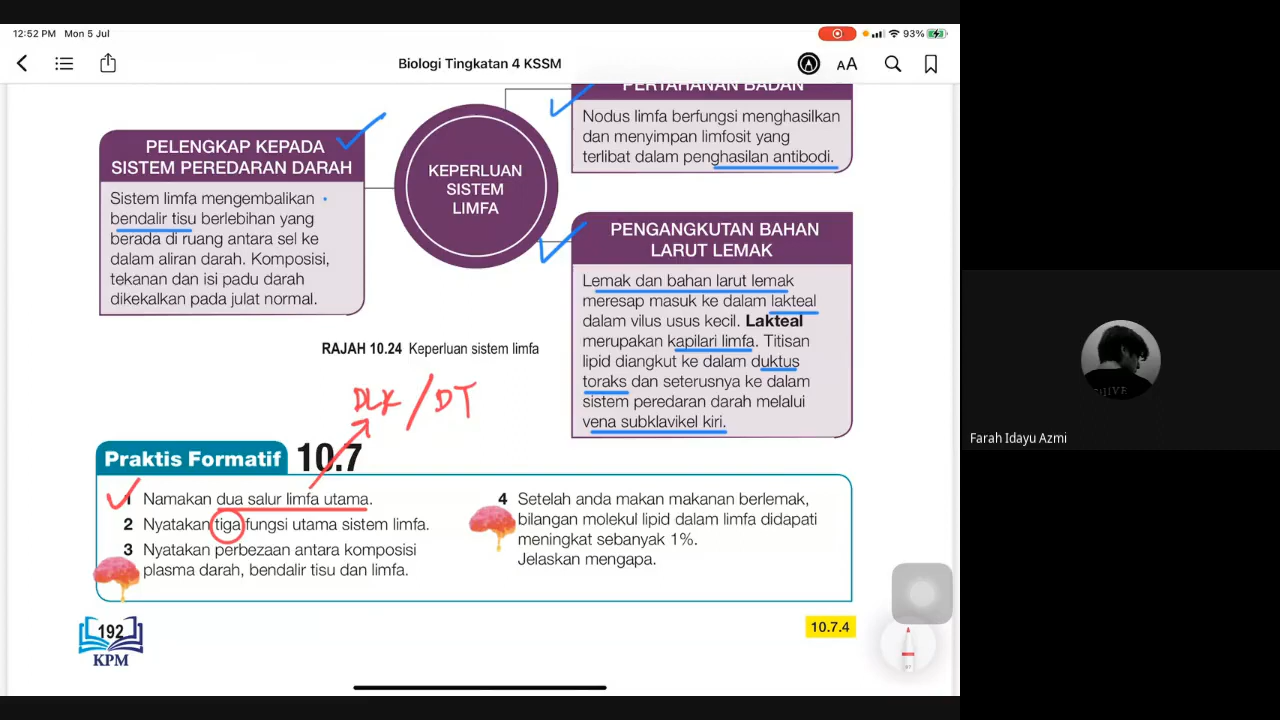 12:52 PM Mon 5 Jul
93%
Biologi Tingkatan 4 KSSM
AA
PERTAHANAN BADAN
Nodus limfa berfungsi menghasilkan
dan menyimpan limfosit yang
terlibat dalam penghasilan antibodi.
PELENGKAP KEPADA
SISTEM PEREDARAN DARAH
Sistem limfa mengembalikan
bendalir tisu berlebihan yang
berada di ruang antara sel ke
dalam aliran darah. Komposisi,
tekanan dan isi padu darah
dikekalkan pada julat normal.
KEPERLUAN
SISTEM
LIMFA
PENGANGKUTAN BAHAN
LARUT LEMAK
Lemak dan bahan larut lemak
meresap masuk ke dalam lakteal
dalam vilus usus kecil. Lakteal
merupakan kapilari limfa. Titisan
lipid diangkut ke dalam duktus
toraks dan seterusnya ke dalam
sistem peredaran darah melalui
vena subklavikel kiri.
RAJAH 10.24 Keperluan sistem limfa
DLK / DT
Praktis Formatif 10.7
1 Namakan dua salur limfa utama.
2 Nyatakan tiga fungsi utama sistem limfa.
3 Nyatakan perbezaan antara komposisi
plasma darah, bendalir tisu dan limfa.
4 Setelah anda makan makanan berlemak,
bilangan molekul lipid dalam limfa didapati
meningkat sebanyak 1%.
Jelaskan mengapa.
192
KPM
10.7.4
Farah Idayu Azmi